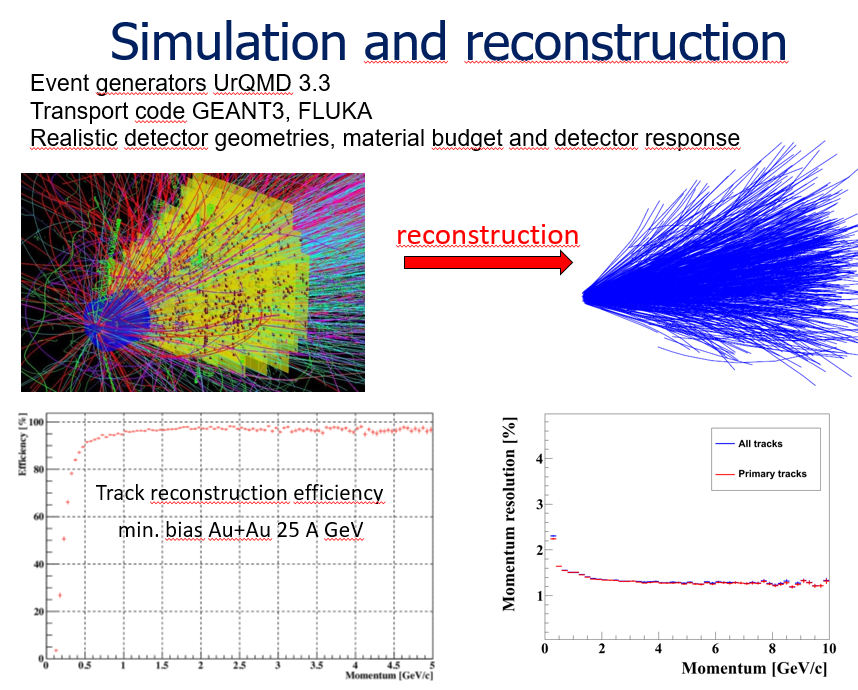 Simulation and reconstruction
Event generators UrQMD 3.3
Transport code GEANT3, FLUKA
Realistic detector geometries, material budget and detector response
reconstruction
Efficiency [%]
100
80
60
40
20
0
Track reconstruction efficiency
min. bias Au+Au 25 A GeV
0 0.5 1 1.5 2 2.5 3 3.5 4 4.5 5
Momentum [GeV/c]
Momentum resolution [%]
4
3
2
1
All tracks
Primary tracks
0 2 4 6 8 10
Momentum [GeV/c]